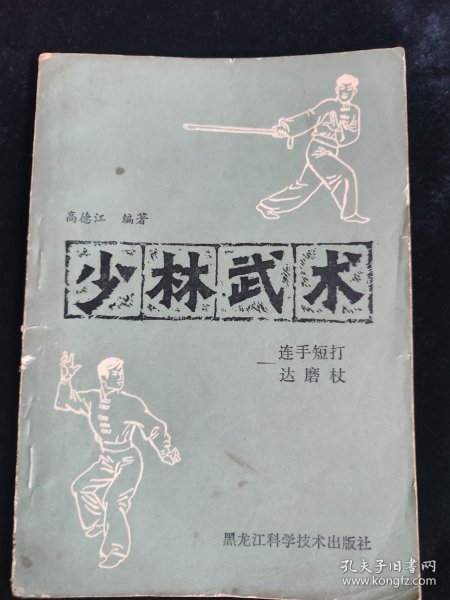 高德江 编著
少林武术
—连手短打
达磨杖
黑龙江科学技术出版社
孔夫子旧书网
www.kongfz.com